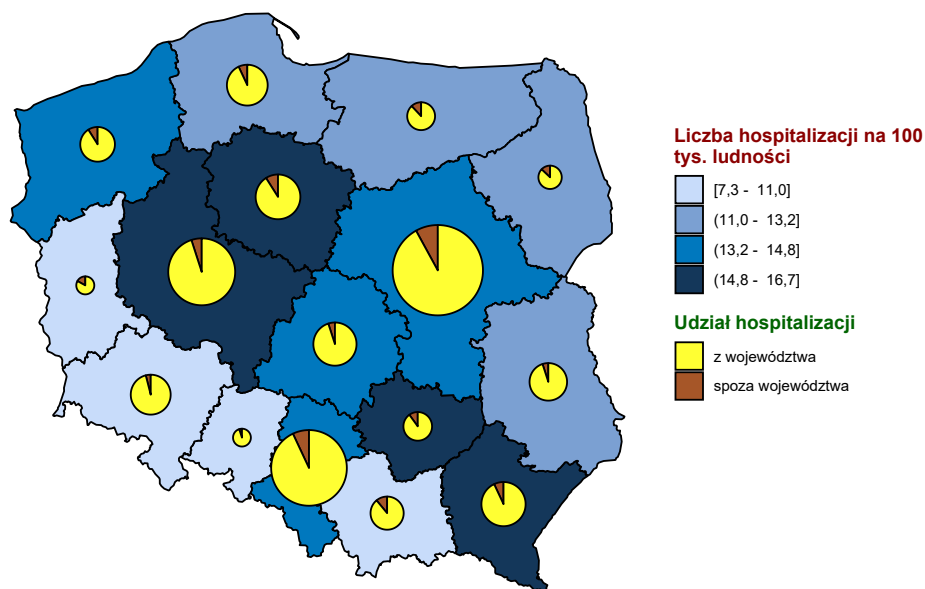 Liczba hospitalizacji na 100
tys. ludności
[7,3 - 11,0]
(11,0 - 13,2]
(13,2 - 14,8]
(14,8 - 16,7]
Udział hospitalizacji
z województwa
spoza województwa